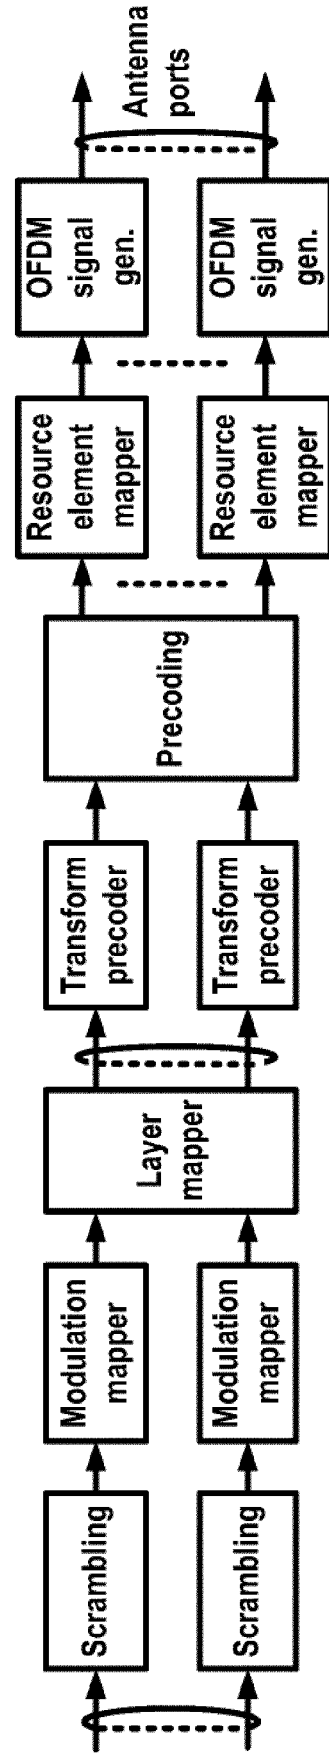 Scrambling
Scrambling
Modulation
mapper
Modulation
mapper
Layer
mapper
Transform
precoder
Transform
precoder
Precoding
Resource
element
mapper
Resource
element
mapper
OFDM
signal
gen.
OFDM
signal
gen.
Antenna
ports